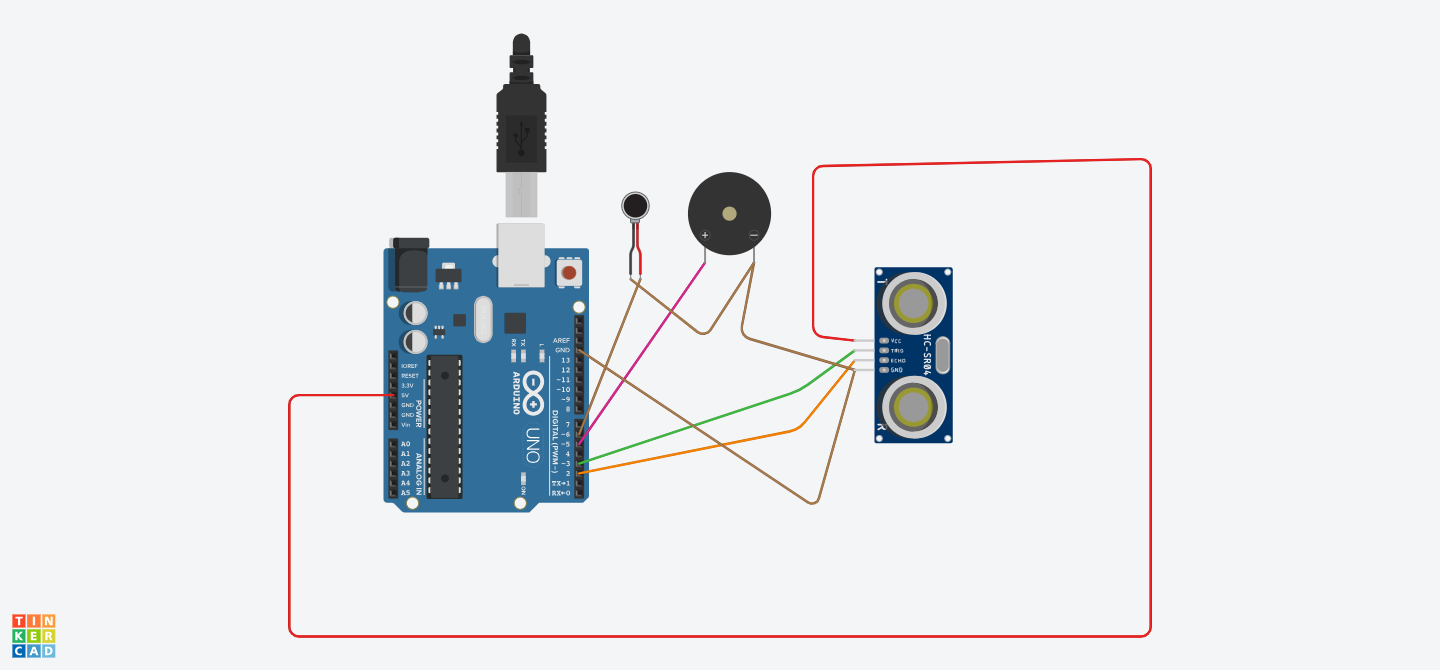 + −
AREF
GND
13
12
~11
~10
~9
8
7
~6
~5
4
~3
2
TX→1
RX←0
DIGITAL (PWM~)
RX
TX
L
ARDUINO
UNO
ON
IOREF
RESET
3.3V
5V
GND
GND
Vin
POWER
A0
A1
A2
A3
A4
A5
ANALOG IN
T
VCC
TRIG
ECHO
GND
HC-SR04
R
TIN
KER
CAD